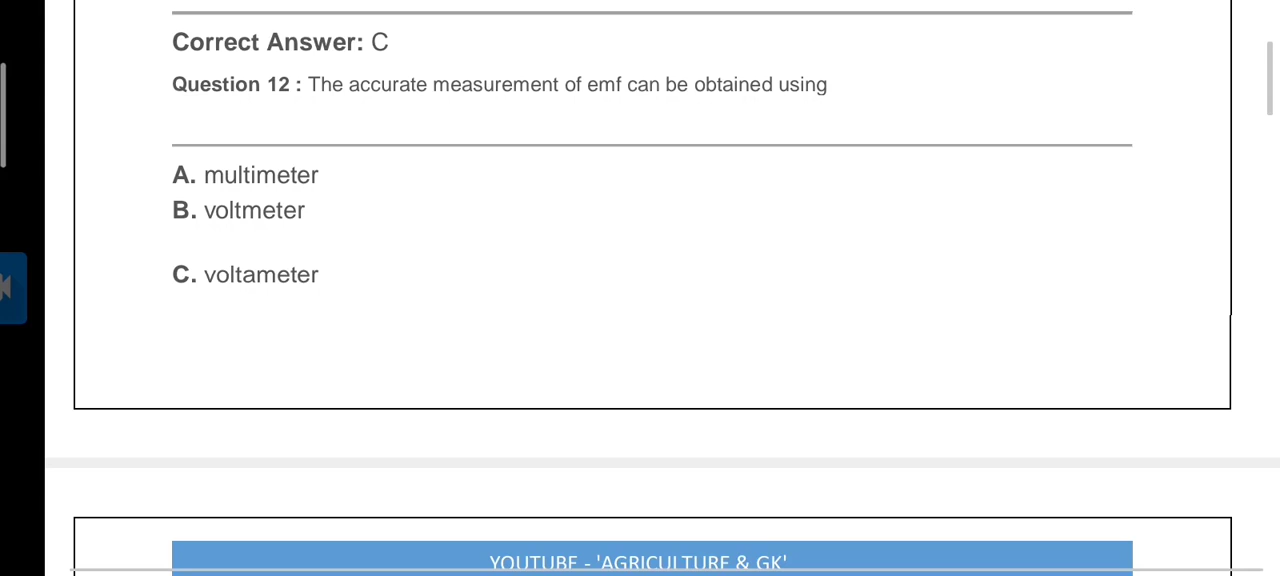 Correct Answer: C
Question 12 : The accurate measurement of emf can be obtained using
A. multimeter
B. voltmeter
C. voltameter
YOUTUBE - 'AGRICULTURE & GK'